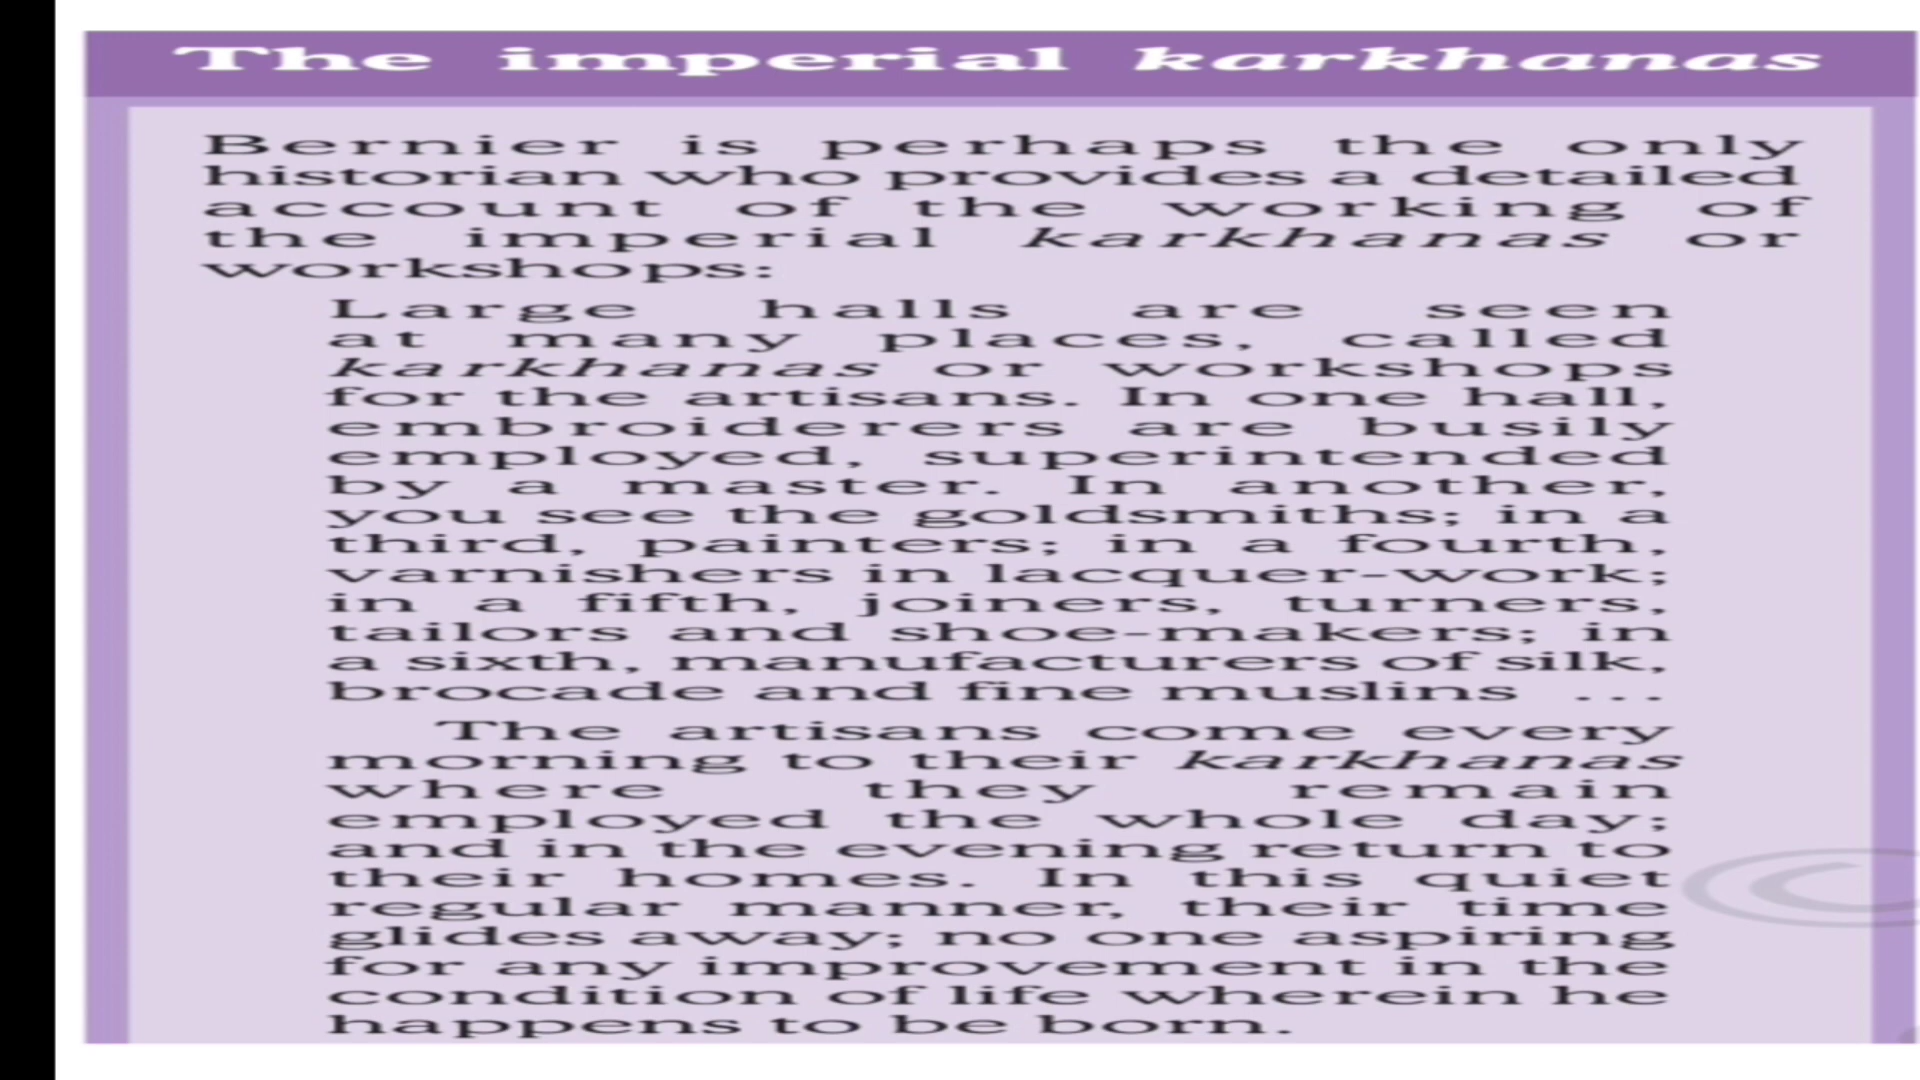 The imperial karkhanas
Bernier is perhaps the only
historian who provides a detailed
account of the working of
the imperial karkhanas or
workshops:
Large halls are seen
at many places, called
karkhanas or workshops
for the artisans. In one hall,
embroiderers are busily
employed, superintended
by a master. In another,
you see the goldsmiths; in a
third, painters; in a fourth,
varnishers in lacquer-work;
in a fifth, joiners, turners,
tailors and shoe-makers; in
a sixth, manufacturers of silk,
brocade and fine muslins ...
The artisans come every
morning to their karkhanas
where they remain
employed the whole day;
and in the evening return to
their homes. In this quiet
regular manner, their time
glides away; no one aspiring
for any improvement in the
condition of life wherein he
happens to be born.